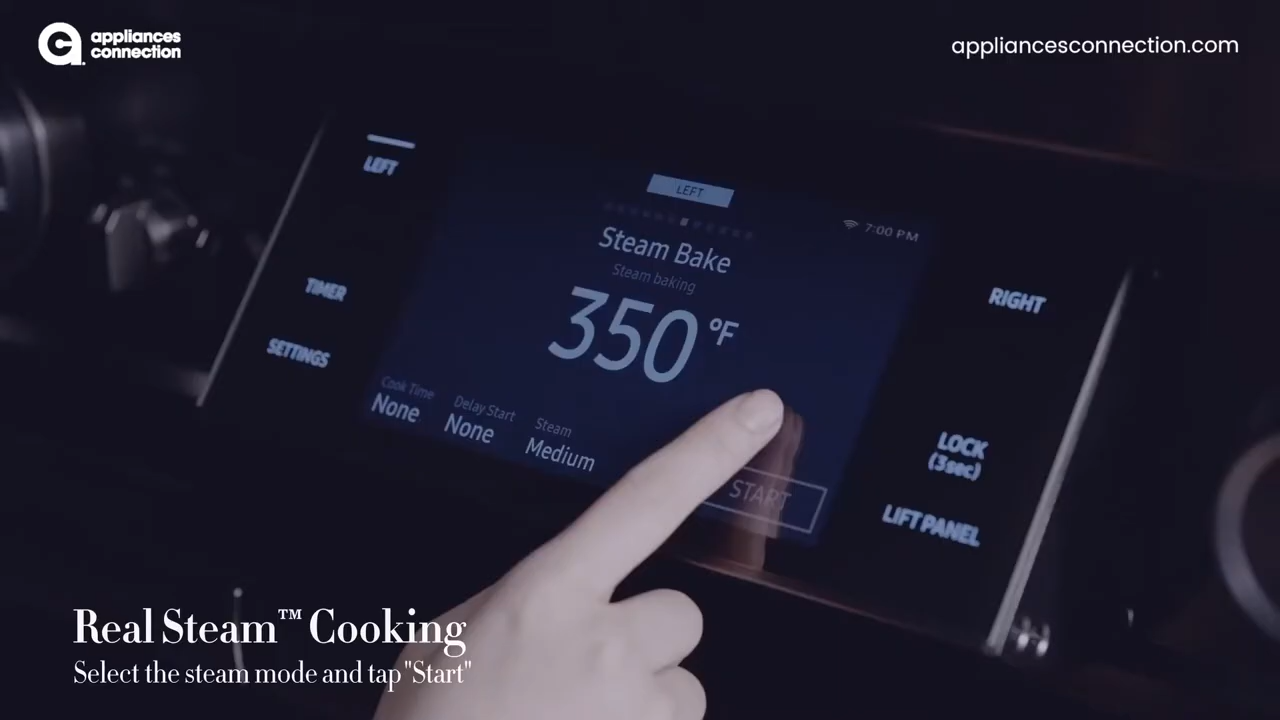 appliances
connection
appliancesconnection.com
LEFT
LEFT
7:00 PM
Steam Bake
Steam baking
350 °F
TIMER
SETTINGS
RIGHT
Cook Time
None
Delay Start
None
Steam
Medium
START
LOCK
(3sec)
LIFT PANEL
Real Steam™ Cooking
Select the steam mode and tap "Start"